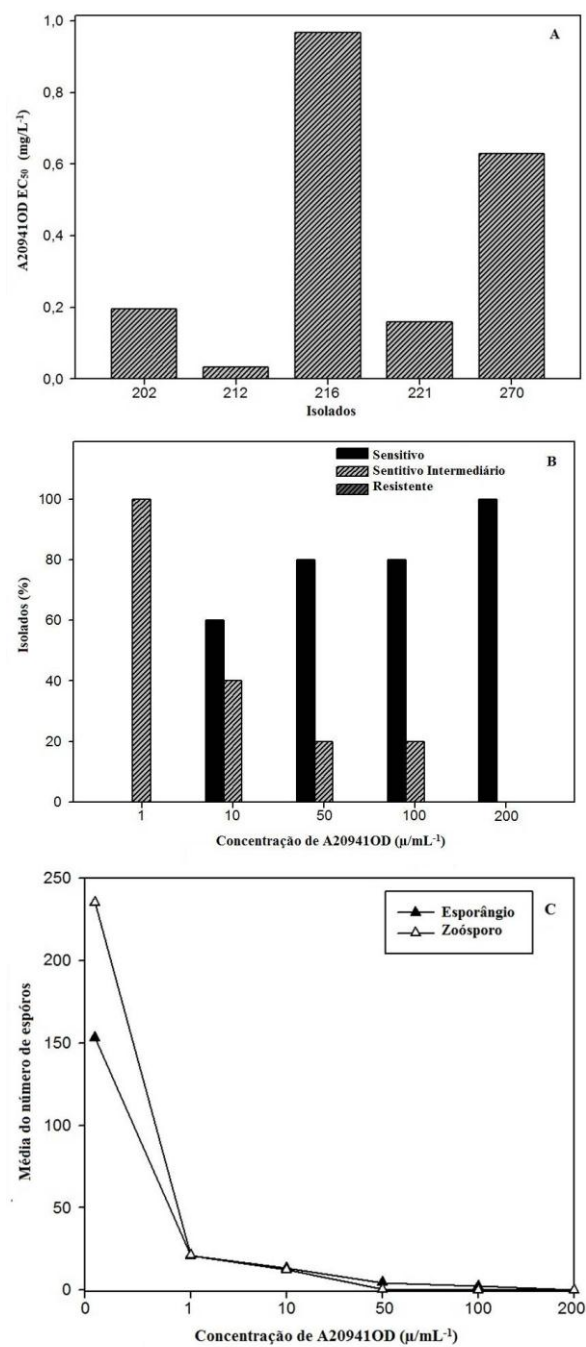 A
1,0
0,8
0,6
0,4
0,2
0,0
A20941OD EC₅₀ (mg/L⁻¹)
202 212 216 221 270
Isolados
B
Sensitivo
Sentitivo Intermediário
Resistente
100
80
60
40
20
0
Isolados (%)
1 10 50 100 200
Concentração de A20941OD (µ/mL⁻¹)
C
Esporângio
Zoósporo
250
200
150
100
50
0
Média do número de espóros
0 1 10 50 100 200
Concentração de A20941OD (µ/mL⁻¹)